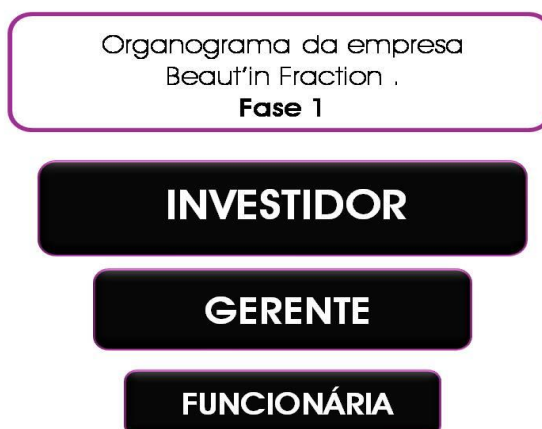 Organograma da empresa
Beaut'in Fraction .
Fase 1
INVESTIDOR
GERENTE
FUNCIONÁRIA